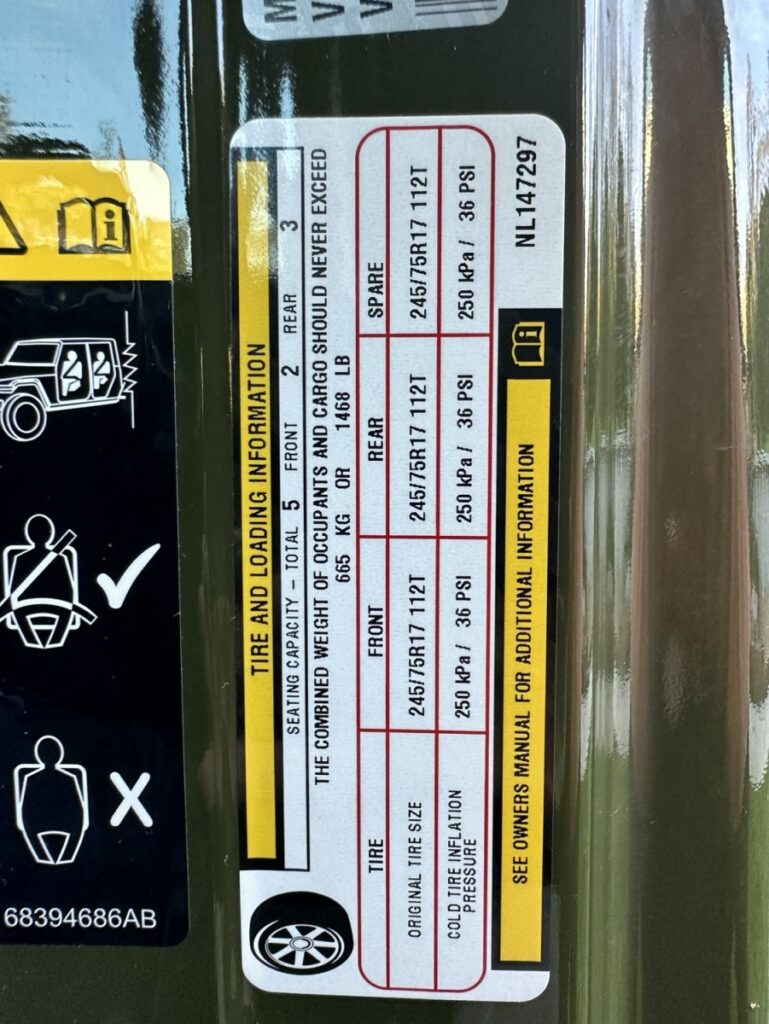 TIRE AND LOADING INFORMATION
SEATING CAPACITY - TOTAL 5 FRONT 2 REAR 3
THE COMBINED WEIGHT OF OCCUPANTS AND CARGO SHOULD NEVER EXCEED
665 KG OR 1468 LB
TIRE FRONT REAR SPARE
ORIGINAL TIRE SIZE 245/75R17 112T 245/75R17 112T 245/75R17 112T
COLD TIRE INFLATION PRESSURE 250 kPa / 36 PSI 250 kPa / 36 PSI 250 kPa / 36 PSI
SEE OWNERS MANUAL FOR ADDITIONAL INFORMATION
NL147297
68394686AB